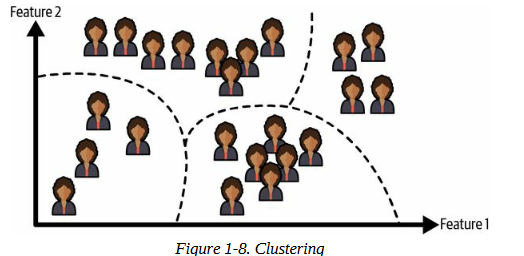 Feature 2
Feature 1
Figure 1-8. Clustering